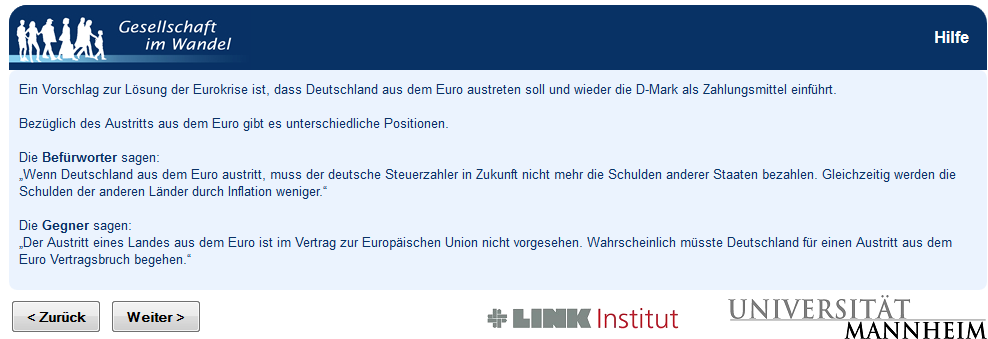 Gesellschaft
im Wandel
Hilfe
Ein Vorschlag zur Lösung der Eurokrise ist, dass Deutschland aus dem Euro austreten soll und wieder die D-Mark als Zahlungsmittel einführt.
Bezüglich des Austritts aus dem Euro gibt es unterschiedliche Positionen.
Die Befürworter sagen:
„Wenn Deutschland aus dem Euro austritt, muss der deutsche Steuerzahler in Zukunft nicht mehr die Schulden anderer Staaten bezahlen. Gleichzeitig werden die
Schulden der anderen Länder durch Inflation weniger.“
Die Gegner sagen:
„Der Austritt eines Landes aus dem Euro ist im Vertrag zur Europäischen Union nicht vorgesehen. Wahrscheinlich müsste Deutschland für einen Austritt aus dem
Euro Vertragsbruch begehen.“
< Zurück
Weiter >
LINK Institut
UNIVERSITÄT
MANNHEIM